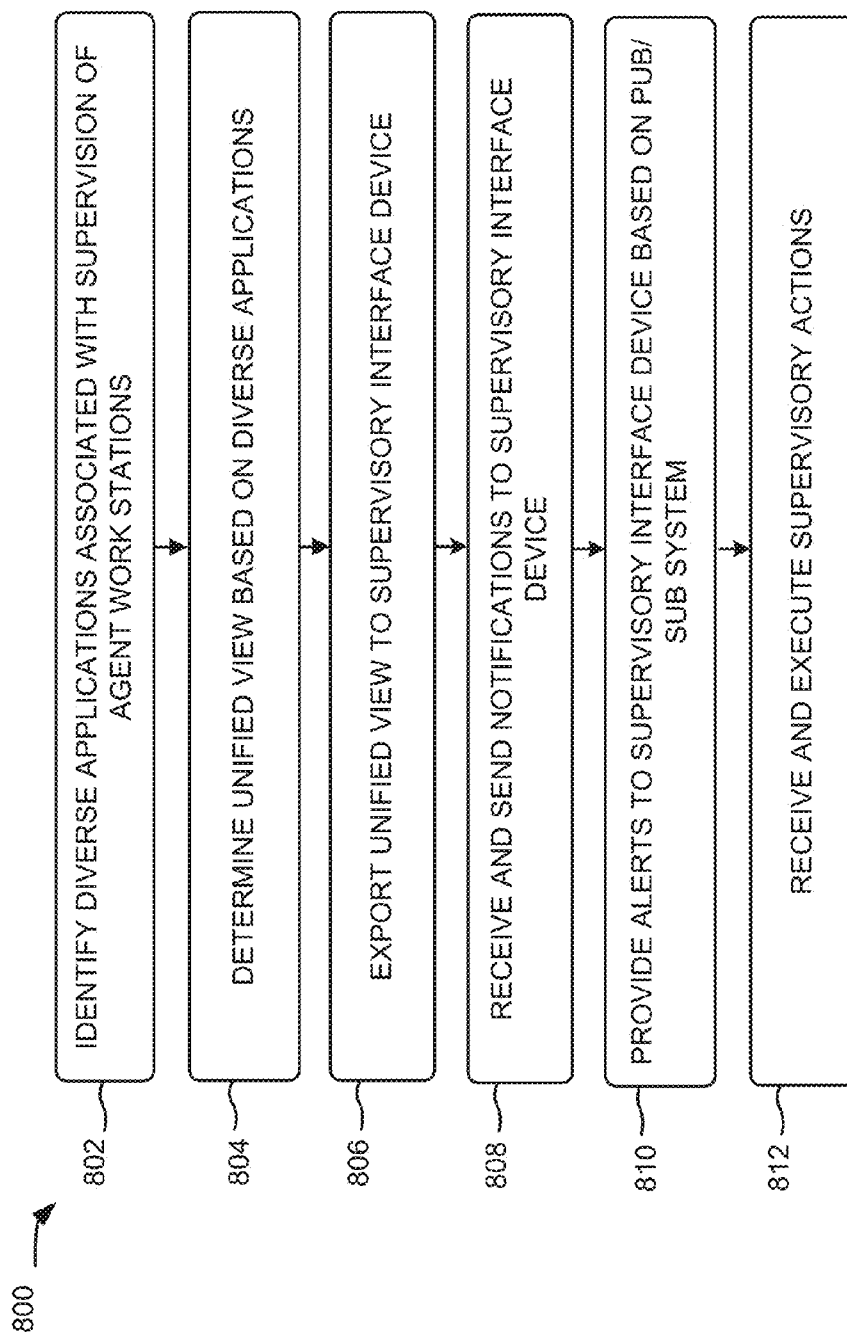 800
802
IDENTIFY DIVERSE APPLICATIONS ASSOCIATED WITH SUPERVISION OF
AGENT WORK STATIONS
804
DETERMINE UNIFIED VIEW BASED ON DIVERSE APPLICATIONS
806
EXPORT UNIFIED VIEW TO SUPERVISORY INTERFACE DEVICE
808
RECEIVE AND SEND NOTIFICATIONS TO SUPERVISORY INTERFACE
DEVICE
810
PROVIDE ALERTS TO SUPERVISORY INTERFACE DEVICE BASED ON PUB/
SUB SYSTEM
812
RECEIVE AND EXECUTE SUPERVISORY ACTIONS